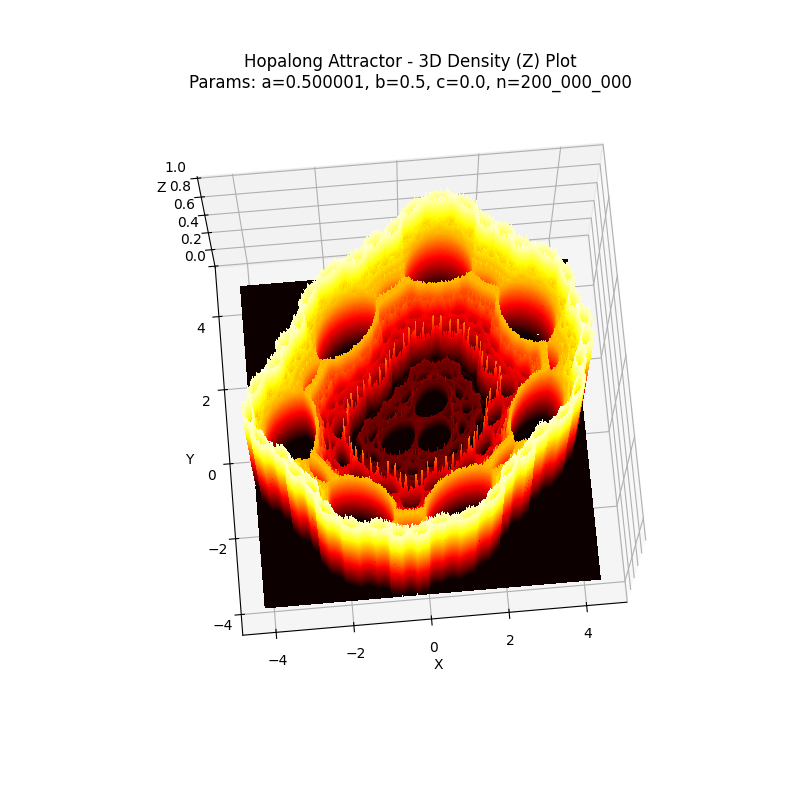 Hopalong Attractor - 3D Density (Z) Plot
Params: a=0.500001, b=0.5, c=0.0, n=200_000_000
1.0
Z 0.8
0.6
0.4
0.2
0.0
4
2
Y 0
−2
−4
−4 −2 0 2 4
X